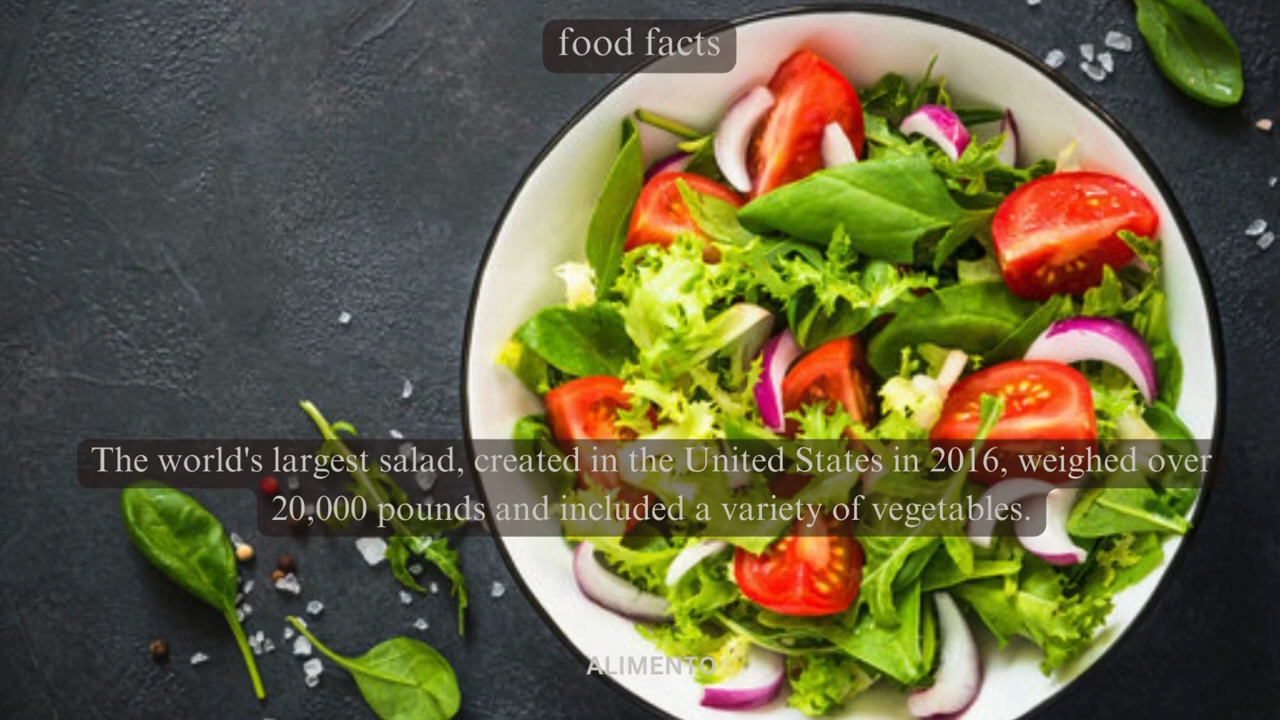 food facts
The world's largest salad, created in the United States in 2016, weighed over
20,000 pounds and included a variety of vegetables.
ALIMENTO